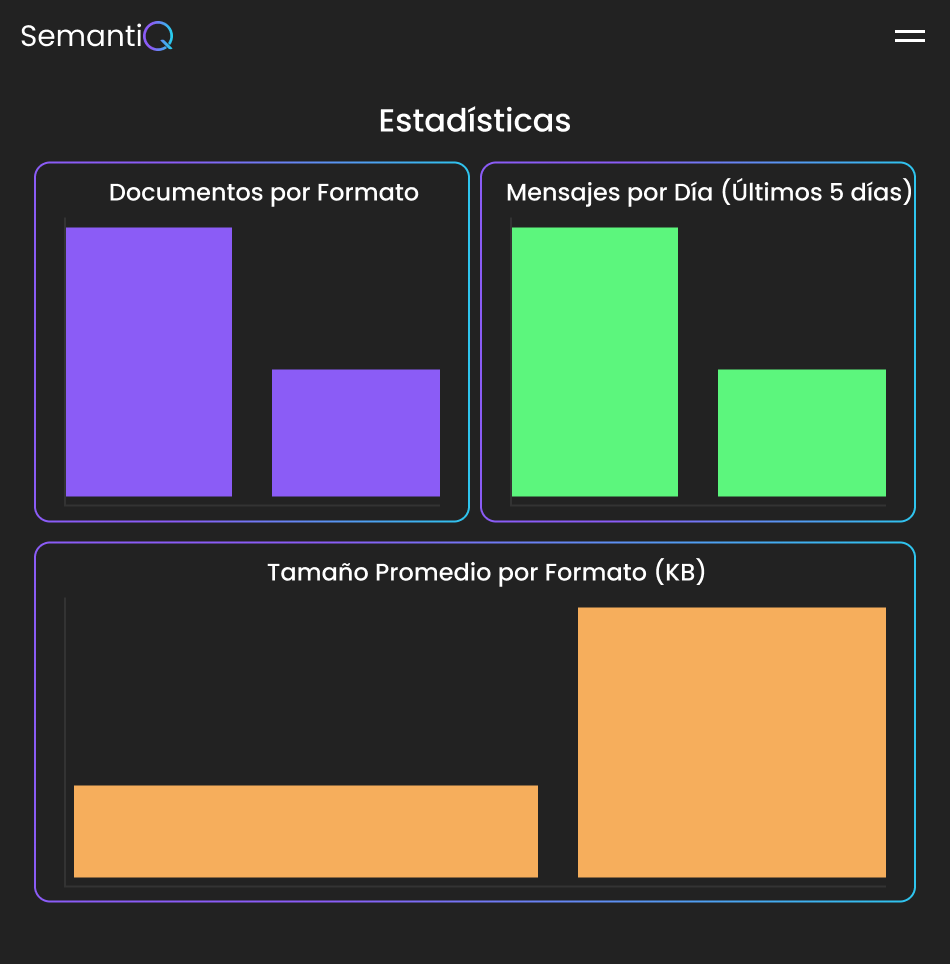 SemantiQ
Estadísticas
Documentos por Formato
Mensajes por Día (Últimos 5 días)
Tamaño Promedio por Formato (KB)